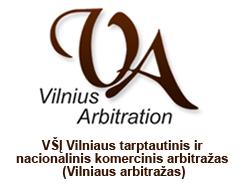 VA
Vilnius
Arbitration
VŠĮ Vilniaus tarptautinis ir
nacionalinis komercinis arbitražas
(Vilniaus arbitražas)